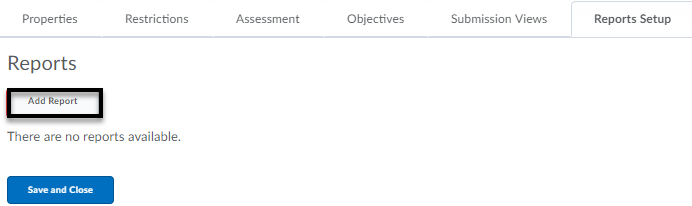 Properties Restrictions Assessment Objectives Submission Views Reports Setup
Reports
Add Report
There are no reports available.
Save and Close